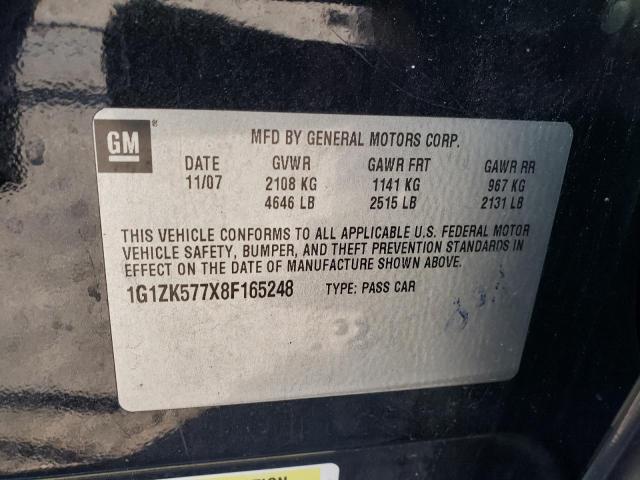 GM®
MFD BY GENERAL MOTORS CORP.
DATE GVWR GAWR FRT GAWR RR
11/07 2108 KG 1141 KG 967 KG
4646 LB 2515 LB 2131 LB
THIS VEHICLE CONFORMS TO ALL APPLICABLE U.S. FEDERAL MOTOR
VEHICLE SAFETY, BUMPER, AND THEFT PREVENTION STANDARDS IN
EFFECT ON THE DATE OF MANUFACTURE SHOWN ABOVE.
1G1ZK577X8F165248 TYPE: PASS CAR